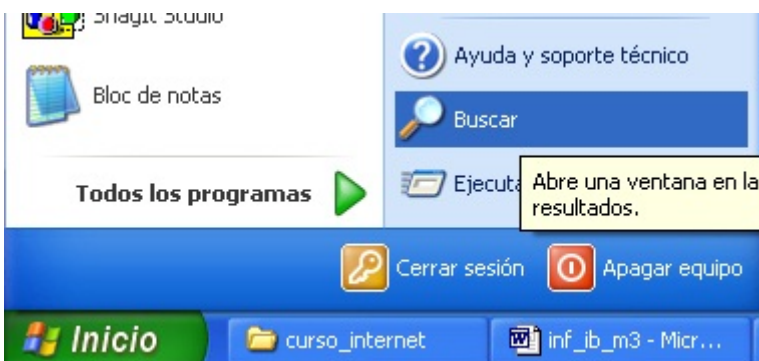 SnagIt Studio
Bloc de notas
Todos los programas
Ayuda y soporte técnico
Buscar
Ejecuta
Abre una ventana en la
resultados.
Cerrar sesión
Apagar equipo
Inicio
curso_internet
inf_ib_m3 - Micr...